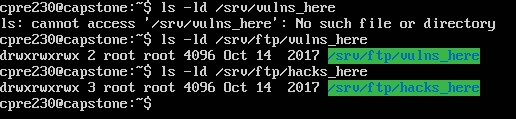 cpre230@capstone:~$ ls -ld /srv/vulns_here
ls: cannot access '/srv/vulns_here': No such file or directory
cpre230@capstone:~$ ls -ld /srv/ftp/vulns_here
drwxrwxrwx 2 root root 4096 Oct 14  2017 /srv/ftp/vulns_here
cpre230@capstone:~$ ls -ld /srv/ftp/hacks_here
drwxrwxrwx 3 root root 4096 Oct 14  2017 /srv/ftp/hacks_here
cpre230@capstone:~$